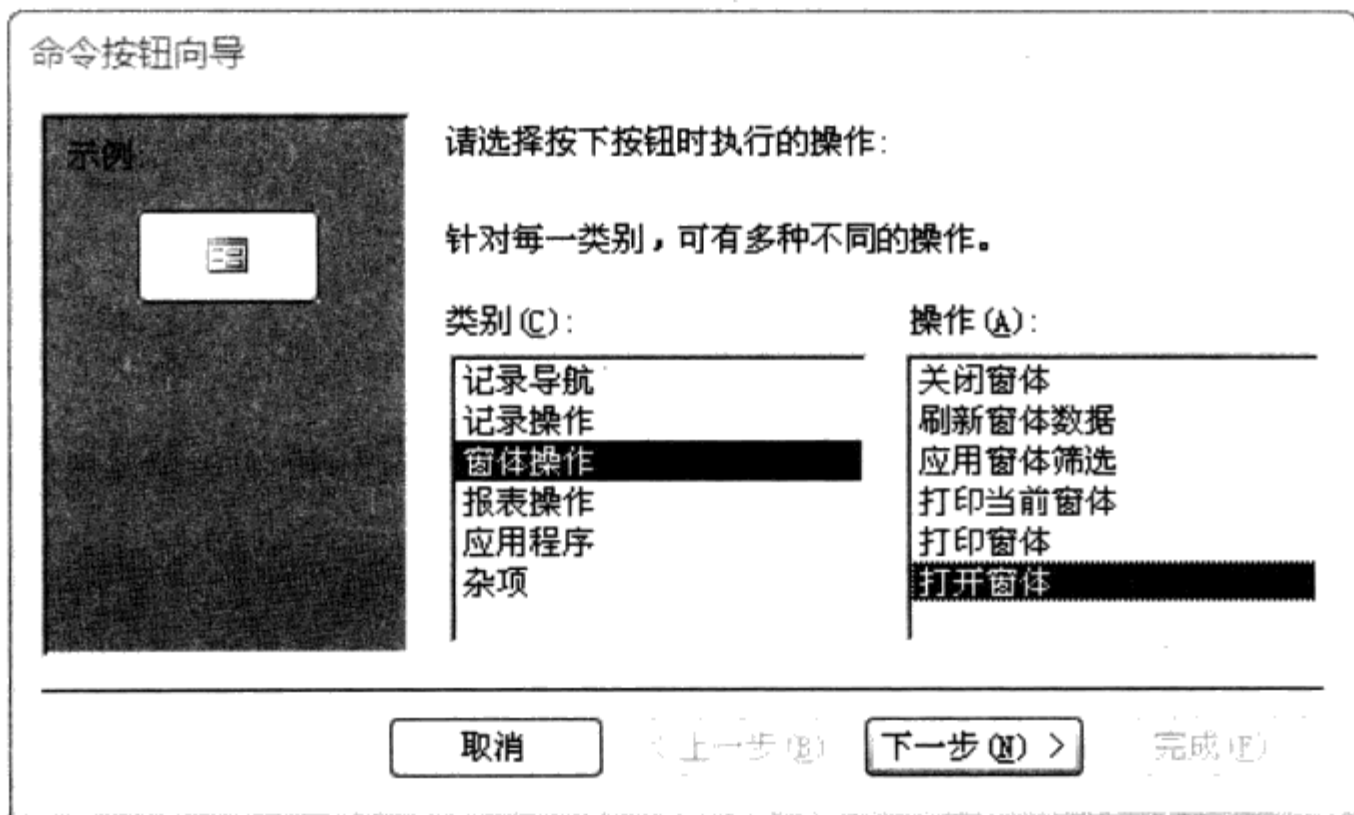 命令按钮向导
示例:
请选择按下按钮时执行的操作:
针对每一类别，可有多种不同的操作。
类别(C):
操作(A):
记录导航
记录操作
窗体操作
报表操作
应用程序
杂项
关闭窗体
刷新窗体数据
应用窗体筛选
打印当前窗体
打印窗体
打开窗体
取消
< 上一步(B)
下一步(N) >
完成(F)